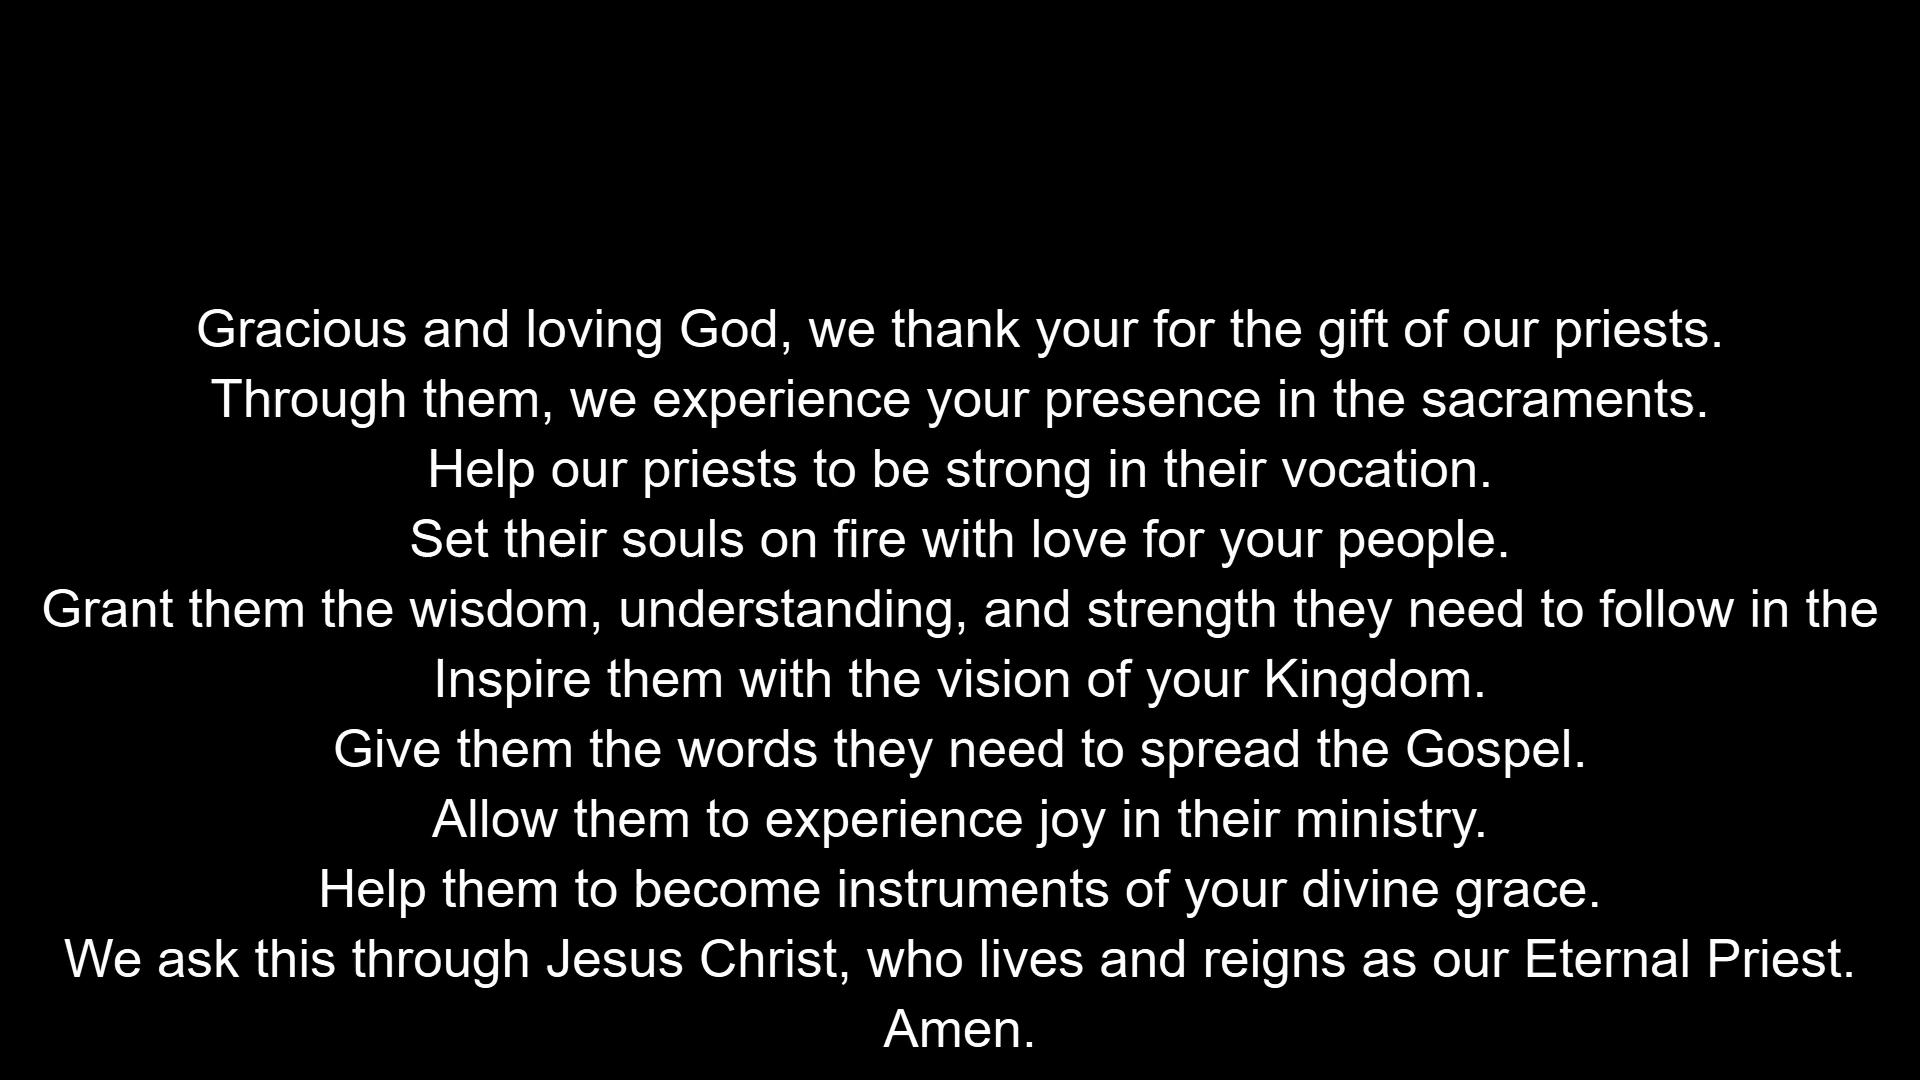 Gracious and loving God, we thank your for the gift of our priests.
Through them, we experience your presence in the sacraments.
Help our priests to be strong in their vocation.
Set their souls on fire with love for your people.
Grant them the wisdom, understanding, and strength they need to follow in the
Inspire them with the vision of your Kingdom.
Give them the words they need to spread the Gospel.
Allow them to experience joy in their ministry.
Help them to become instruments of your divine grace.
We ask this through Jesus Christ, who lives and reigns as our Eternal Priest.
Amen.